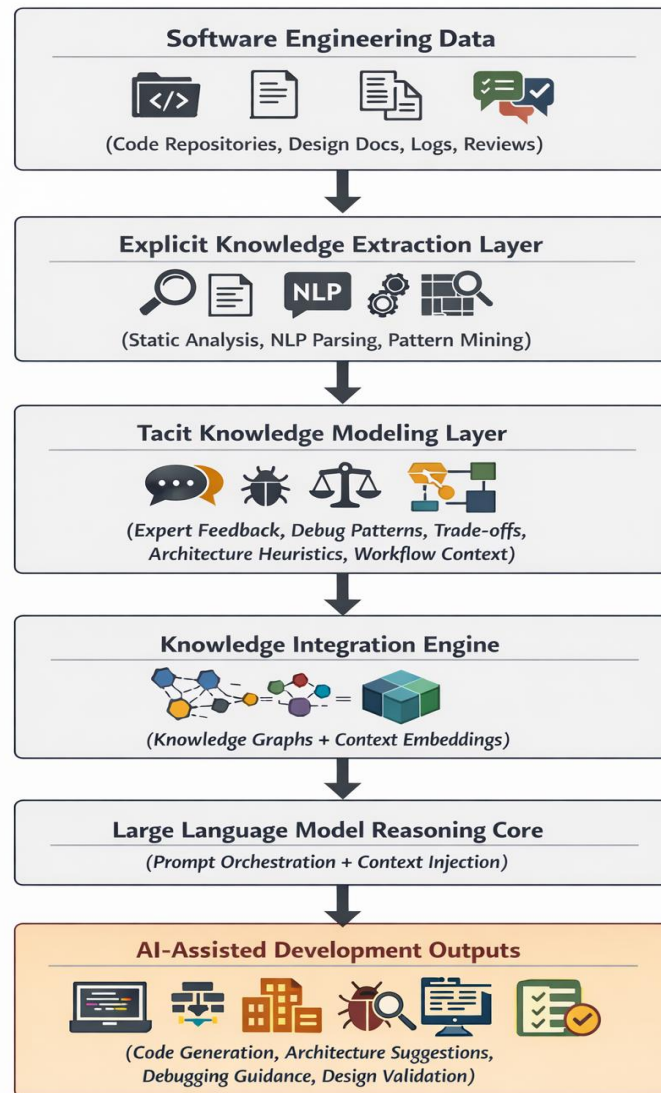 Software Engineering Data
</>
(Code Repositories, Design Docs, Logs, Reviews)
Explicit Knowledge Extraction Layer
NLP
(Static Analysis, NLP Parsing, Pattern Mining)
Tacit Knowledge Modeling Layer
(Expert Feedback, Debug Patterns, Trade-offs,
Architecture Heuristics, Workflow Context)
Knowledge Integration Engine
(Knowledge Graphs + Context Embeddings)
Large Language Model Reasoning Core
(Prompt Orchestration + Context Injection)
AI-Assisted Development Outputs
(Code Generation, Architecture Suggestions,
Debugging Guidance, Design Validation)